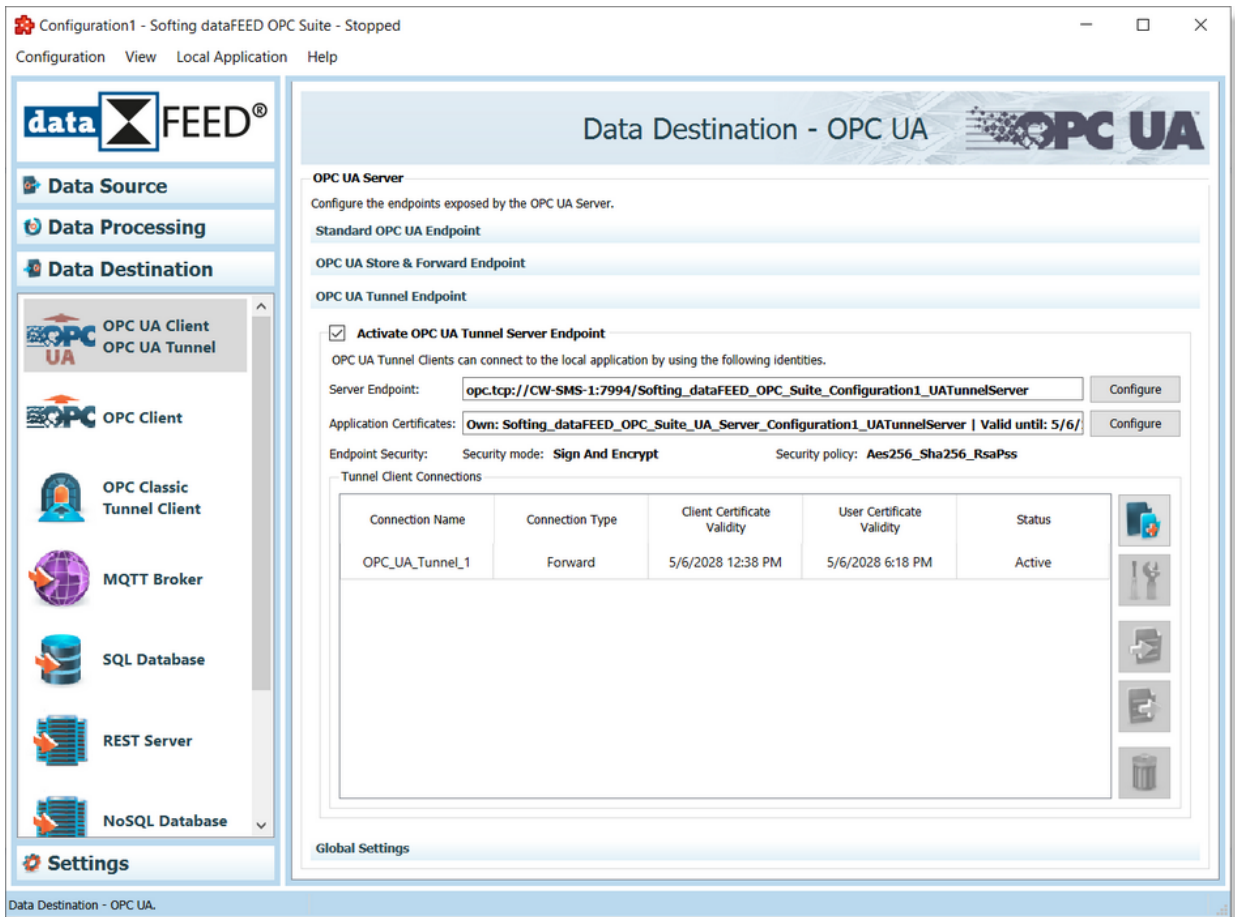 Configuration1 - Softing dataFEED OPC Suite - Stopped
Configuration View Local Application Help
data FEED®
Data Source
Data Processing
Data Destination
OPC UA
OPC UA Client
OPC UA Tunnel
OPC
OPC Client
OPC Classic
Tunnel Client
MQTT Broker
SQL Database
REST Server
NoSQL Database
Settings
Data Destination - OPC UA
OPC UA
OPC UA Server
Configure the endpoints exposed by the OPC UA Server.
Standard OPC UA Endpoint
OPC UA Store & Forward Endpoint
OPC UA Tunnel Endpoint
Activate OPC UA Tunnel Server Endpoint
OPC UA Tunnel Clients can connect to the local application by using the following identities.
Server Endpoint: opc.tcp://CW-SMS-1:7994/Softing_dataFEED_OPC_Suite_Configuration1_UATunnelServer Configure
Application Certificates: Own: Softing_dataFEED_OPC_Suite_UA_Server_Configuration1_UATunnelServer | Valid until: 5/6/ Configure
Endpoint Security: Security mode: Sign And Encrypt Security policy: Aes256_Sha256_RsaPss
Tunnel Client Connections
Connection Name Connection Type Client Certificate Validity User Certificate Validity Status
OPC_UA_Tunnel_1 Forward 5/6/2028 12:38 PM 5/6/2028 6:18 PM Active
Global Settings
Data Destination - OPC UA.